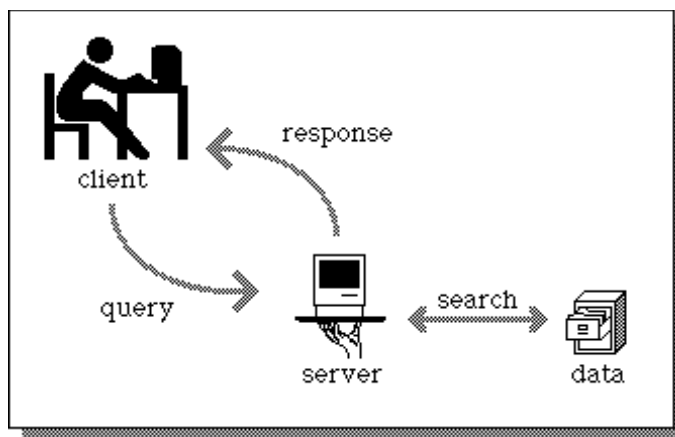 response
client
query
search
server
data